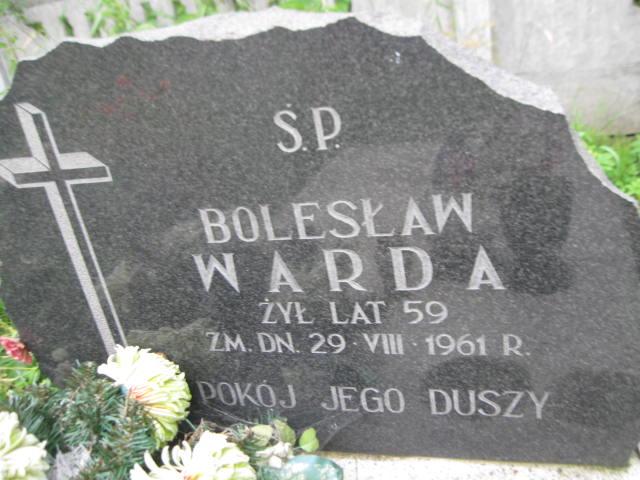 Ś.P.
BOLESŁAW
WARDA
ŻYŁ LAT 59
ZM. DN. 29 · VIII · 1961 R.
POKÓJ JEGO DUSZY